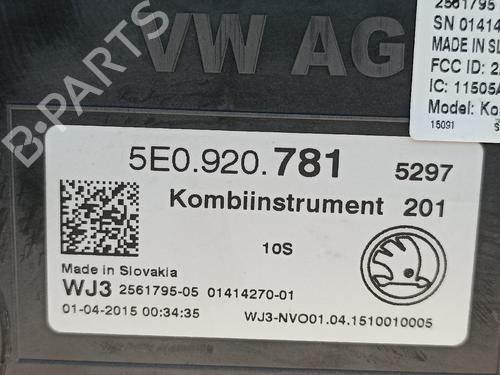 VW AG
2561795
SN 01414
MADE IN SLO
FCC ID: 2
IC: 11505A
Model: Ko
15091
B-PARTS
5E0.920.781 5297
Kombiinstrument 201
10S
Made in Slovakia
WJ3 2561795-05 01414270-01
01-04-2015 00:34:35 WJ3-NVO01.04.1510010005